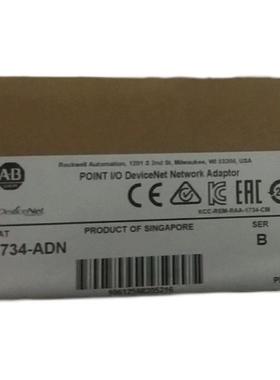 AB
Rockwell Automation, 1201 S 2nd St, Milwaukee, WI 53204, USA
POINT I/O DeviceNet Network Adaptor
DeviceNet
CE
KCC-REM-RAA-1734-CM
AT
PRODUCT OF SINGAPORE
SER
734-ADN
B